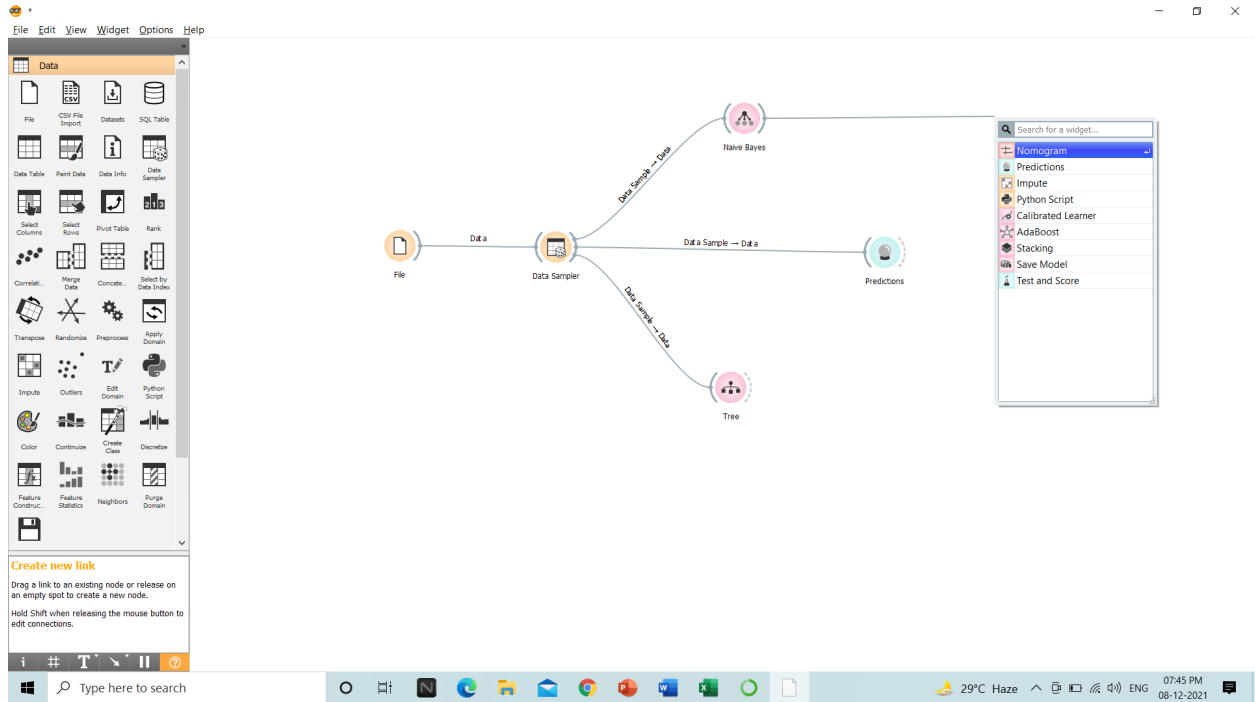 *
File Edit View Widget Options Help
Data
File
CSV File
Import
Datasets
SQL Table
Data Table
Paint Data
Data Info
Data
Sampler
Select
Columns
Select
Rows
Pivot Table
Rank
Correlati...
Merge
Data
Concate...
Select by
Data Index
Transpose
Randomize
Preprocess
Apply
Domain
Impute
Outliers
Edit
Domain
Python
Script
Color
Continuize
Create
Class
Discretize
Feature
Construc...
Feature
Statistics
Neighbors
Purge
Domain
Create new link
Drag a link to an existing node or release on
an empty spot to create a new node.
Hold Shift when releasing the mouse button to
edit connections.
File
Data
Data Sampler
Data Sample → Data
Naive Bayes
Data Sample → Data
Predictions
Data Sample → Data
Tree
Search for a widget...
Nomogram
Predictions
Impute
Python Script
Calibrated Learner
AdaBoost
Stacking
Save Model
Test and Score
Type here to search
29°C Haze
ENG
07:45 PM
08-12-2021